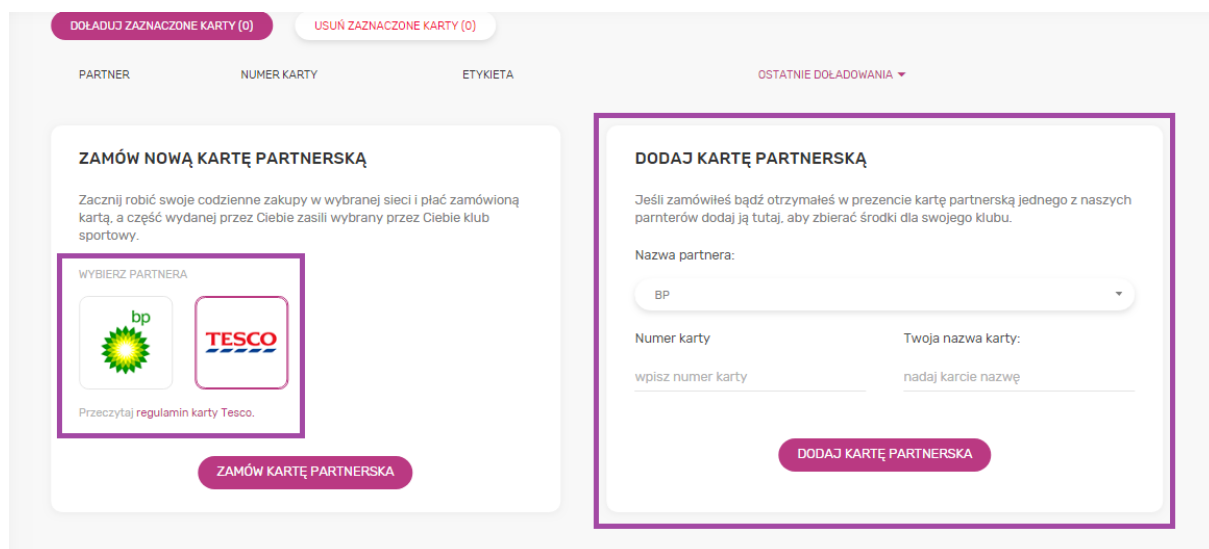 DOŁADUJ ZAZNACZONE KARTY (0)
USUŃ ZAZNACZONE KARTY (0)
PARTNER
NUMER KARTY
ETYKIETA
OSTATNIE DOŁADOWANIA
ZAMÓW NOWĄ KARTĘ PARTNERSKĄ
Zacznij robić swoje codzienne zakupy w wybranej sieci i płać zamówioną
kartą, a część wydanej przez Ciebie zasili wybrany przez Ciebie klub
sportowy.
WYBIERZ PARTNERA
bp
TESCO
Przeczytaj regulamin karty Tesco.
ZAMÓW KARTĘ PARTNERSKA
DODAJ KARTĘ PARTNERSKĄ
Jeśli zamówiłeś bądź otrzymałeś w prezencie kartę partnerską jednego z naszych
parnterów dodaj ją tutaj, aby zbierać środki dla swojego klubu.
Nazwa partnera:
BP
Numer karty
Twoja nazwa karty:
wpisz numer karty
nadaj karcie nazwę
DODAJ KARTĘ PARTNERSKA